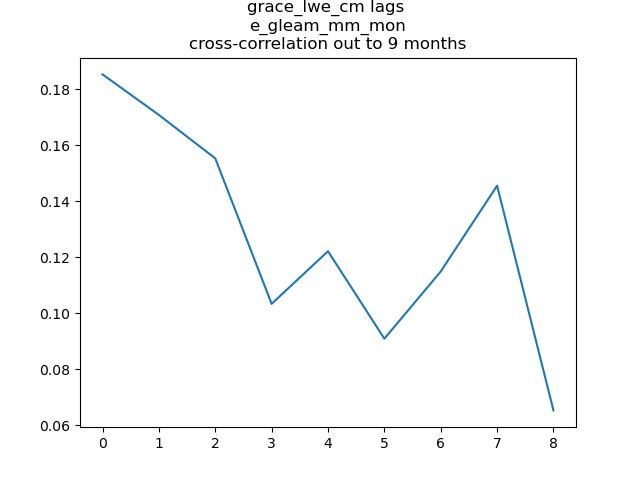 grace_lwe_cm lags
e_gleam_mm_mon
cross-correlation out to 9 months
0.18
0.16
0.14
0.12
0.10
0.08
0.06
0 1 2 3 4 5 6 7 8